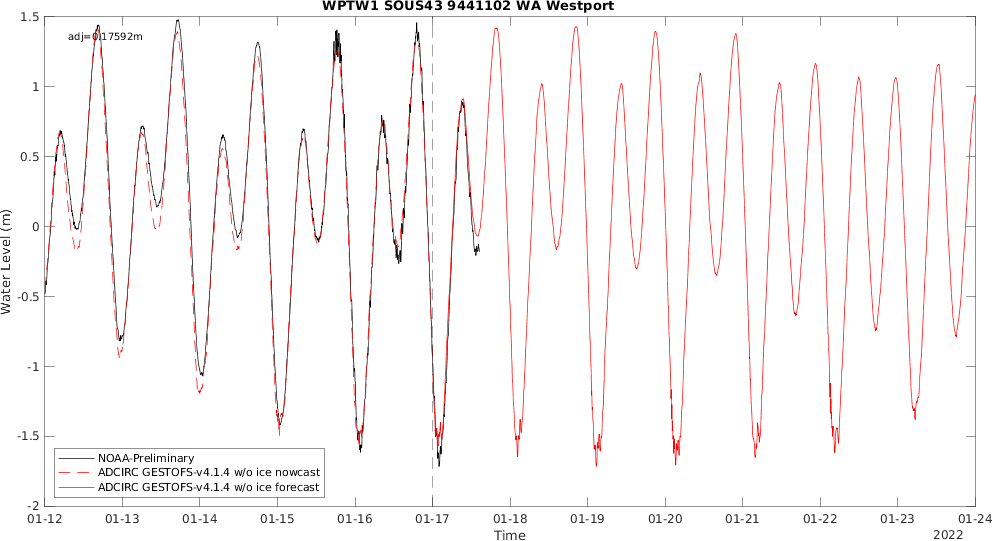 WPTW1 SOUS43 9441102 WA Westport
adj=0.17592m
1.5
1
0.5
0
-0.5
-1
-1.5
-2
Water Level (m)
NOAA-Preliminary
ADCIRC GESTOFS-v4.1.4 w/o ice nowcast
ADCIRC GESTOFS-v4.1.4 w/o ice forecast
01-12 01-13 01-14 01-15 01-16 01-17 01-18 01-19 01-20 01-21 01-22 01-23 01-24
Time
2022